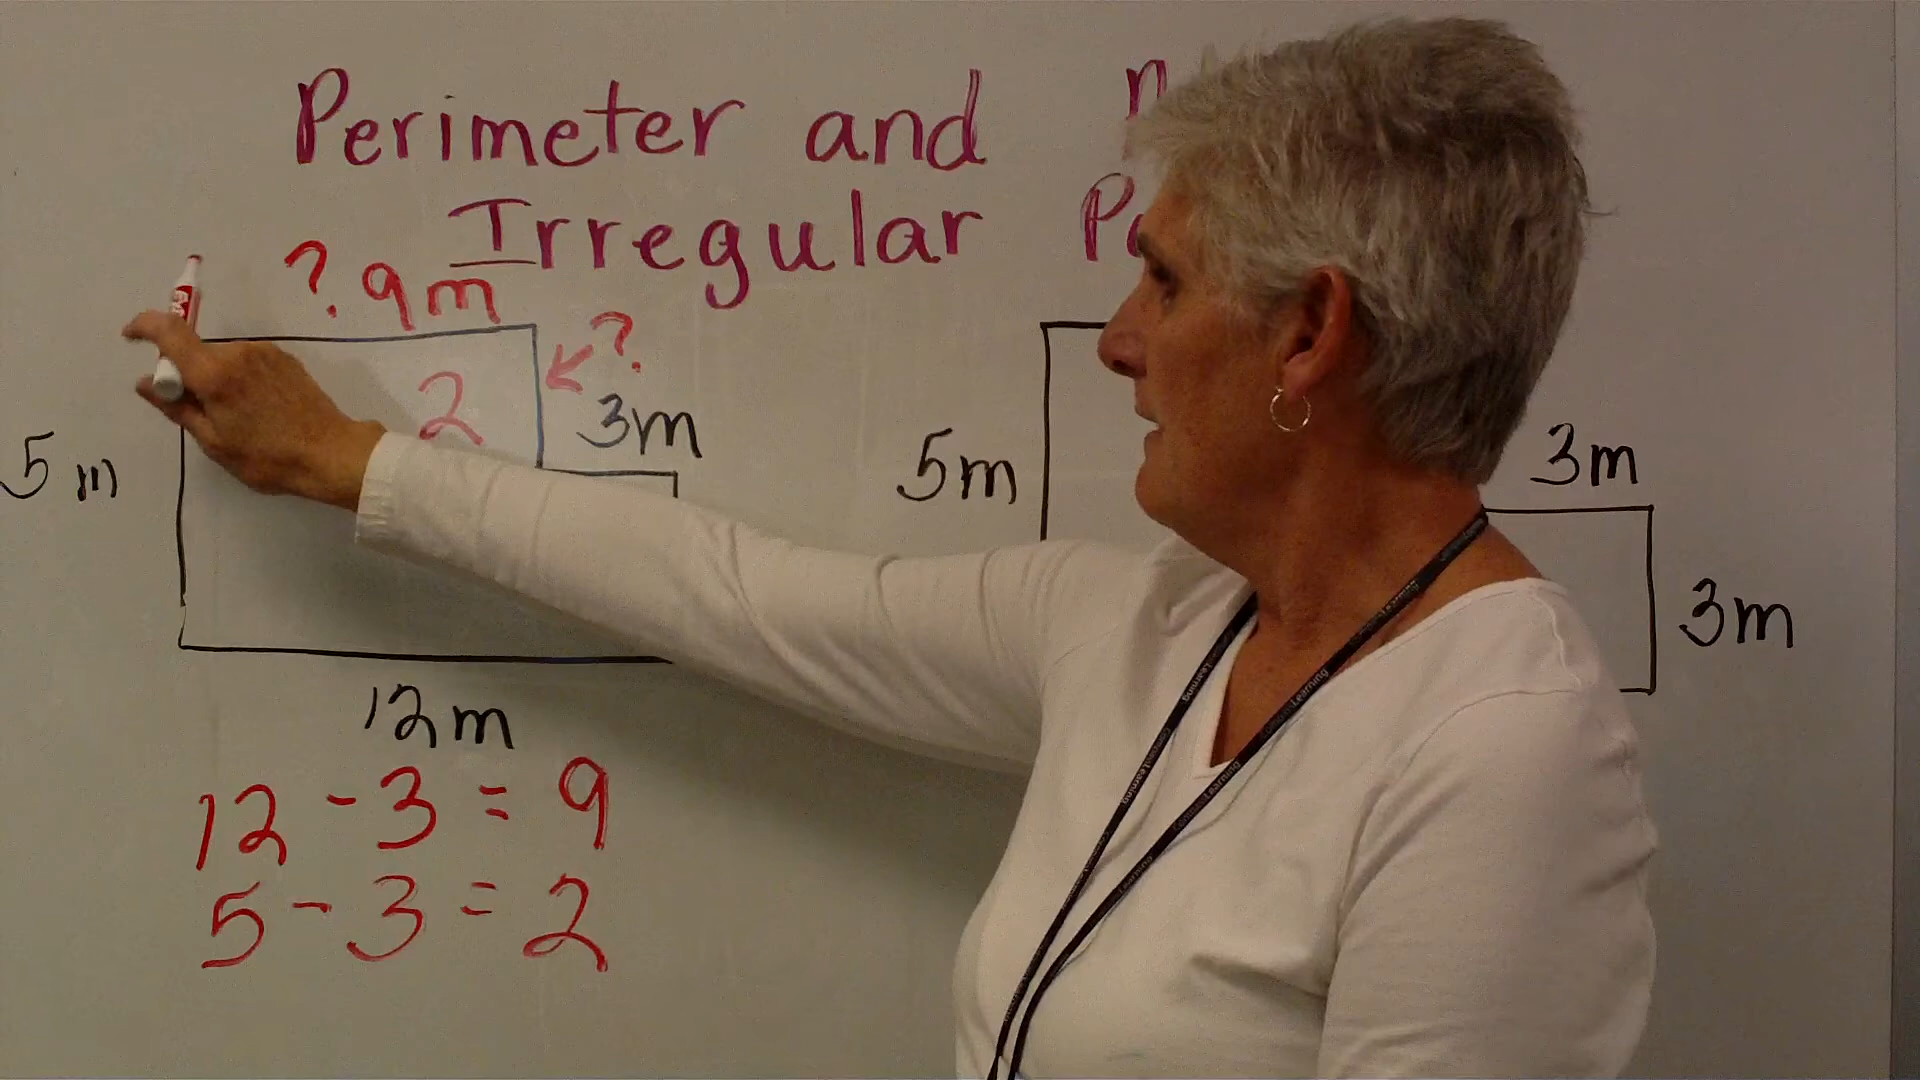 Perimeter and
Irregular
? 9m
?
2
3m
5m
12m
12 - 3 = 9
5 - 3 = 2
5m
3m
3m